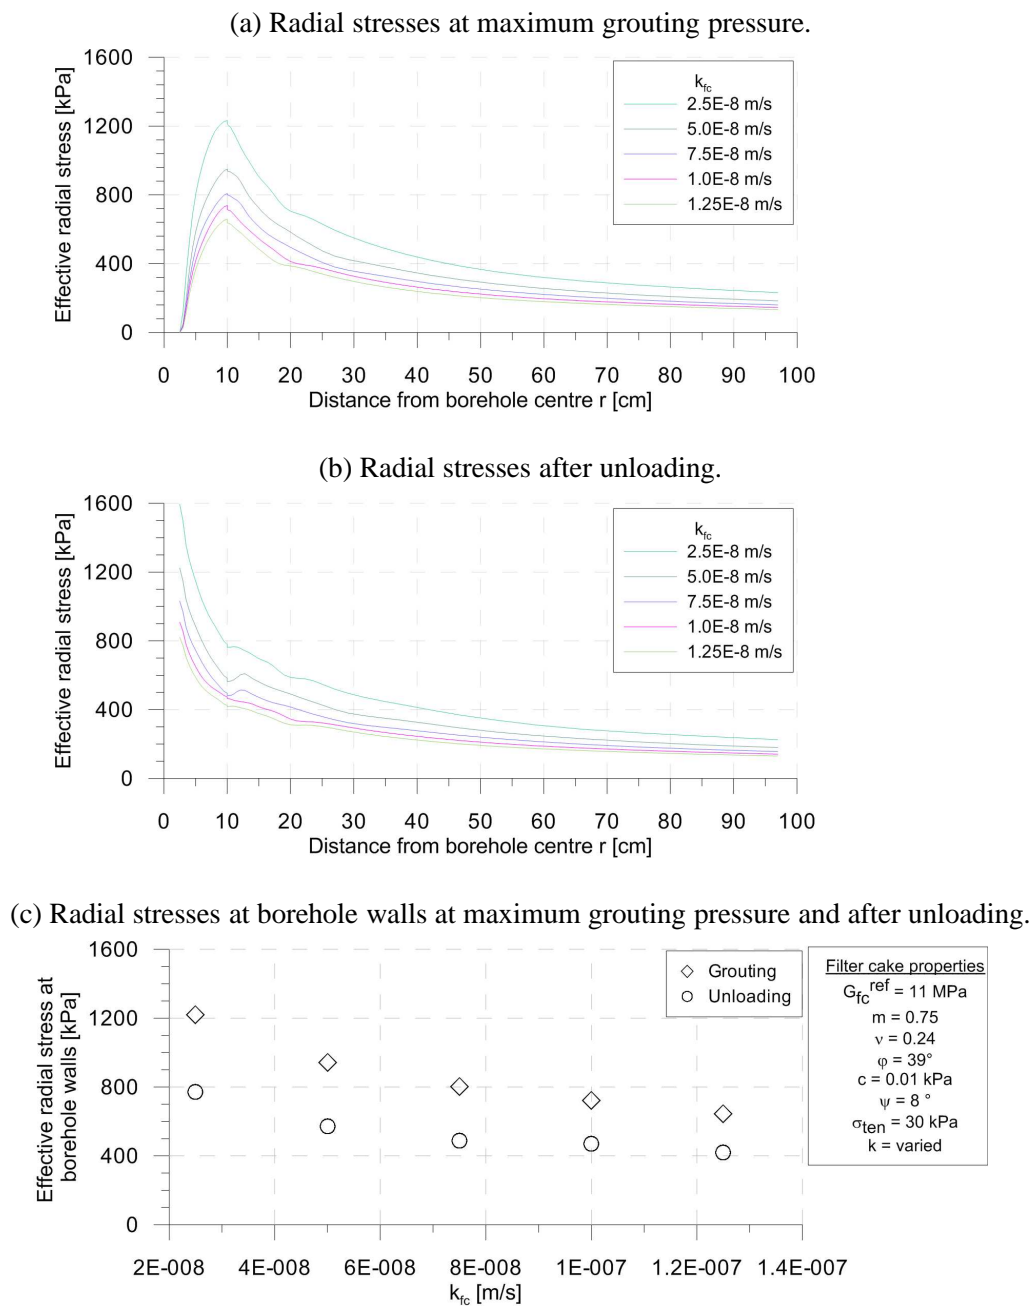 (a) Radial stresses at maximum grouting pressure.
1600
1200
800
400
0
Effective radial stress [kPa]
k_fc
2.5E-8 m/s
5.0E-8 m/s
7.5E-8 m/s
1.0E-8 m/s
1.25E-8 m/s
0 10 20 30 40 50 60 70 80 90 100
Distance from borehole centre r [cm]
(b) Radial stresses after unloading.
1600
1200
800
400
0
Effective radial stress [kPa]
k_fc
2.5E-8 m/s
5.0E-8 m/s
7.5E-8 m/s
1.0E-8 m/s
1.25E-8 m/s
0 10 20 30 40 50 60 70 80 90 100
Distance from borehole centre r [cm]
(c) Radial stresses at borehole walls at maximum grouting pressure and after unloading.
1600
1200
800
400
0
Effective radial stress at
borehole walls [kPa]
Grouting
Unloading
Filter cake properties
G_fc^ref = 11 MPa
m = 0.75
ν = 0.24
φ = 39°
c = 0.01 kPa
ψ = 8 °
σ_ten = 30 kPa
k = varied
2E-008 4E-008 6E-008 8E-008 1E-007 1.2E-007 1.4E-007
k_fc [m/s]